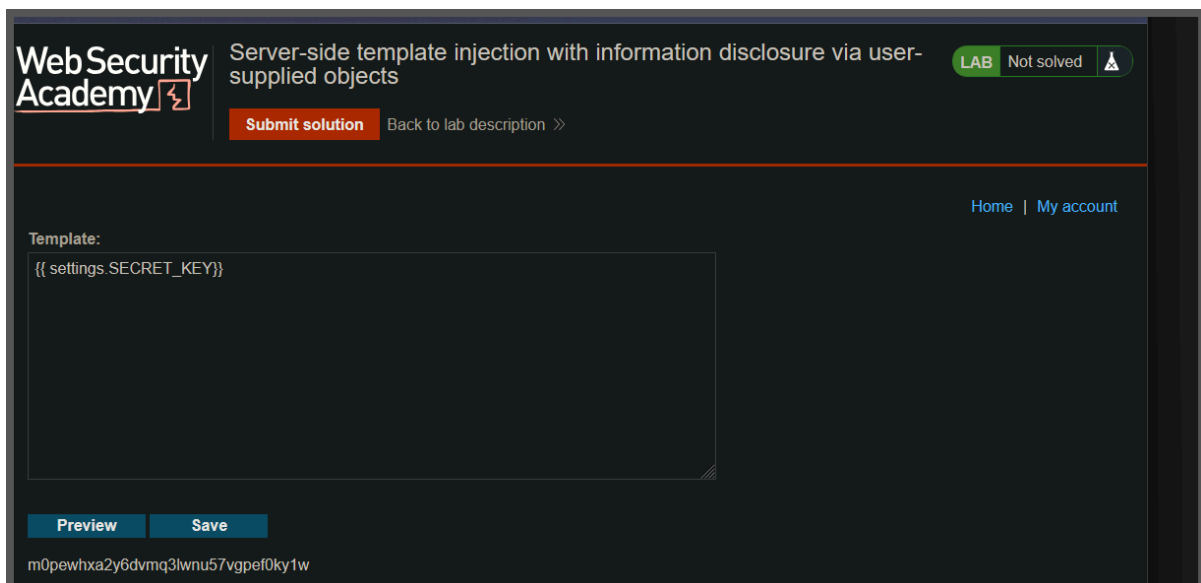 Web Security
Academy
Server-side template injection with information disclosure via user-
supplied objects
LAB Not solved
Submit solution Back to lab description >>
Home | My account
Template:
{{ settings.SECRET_KEY}}
Preview Save
m0pewhxa2y6dvmq3lwnu57vgpef0ky1w